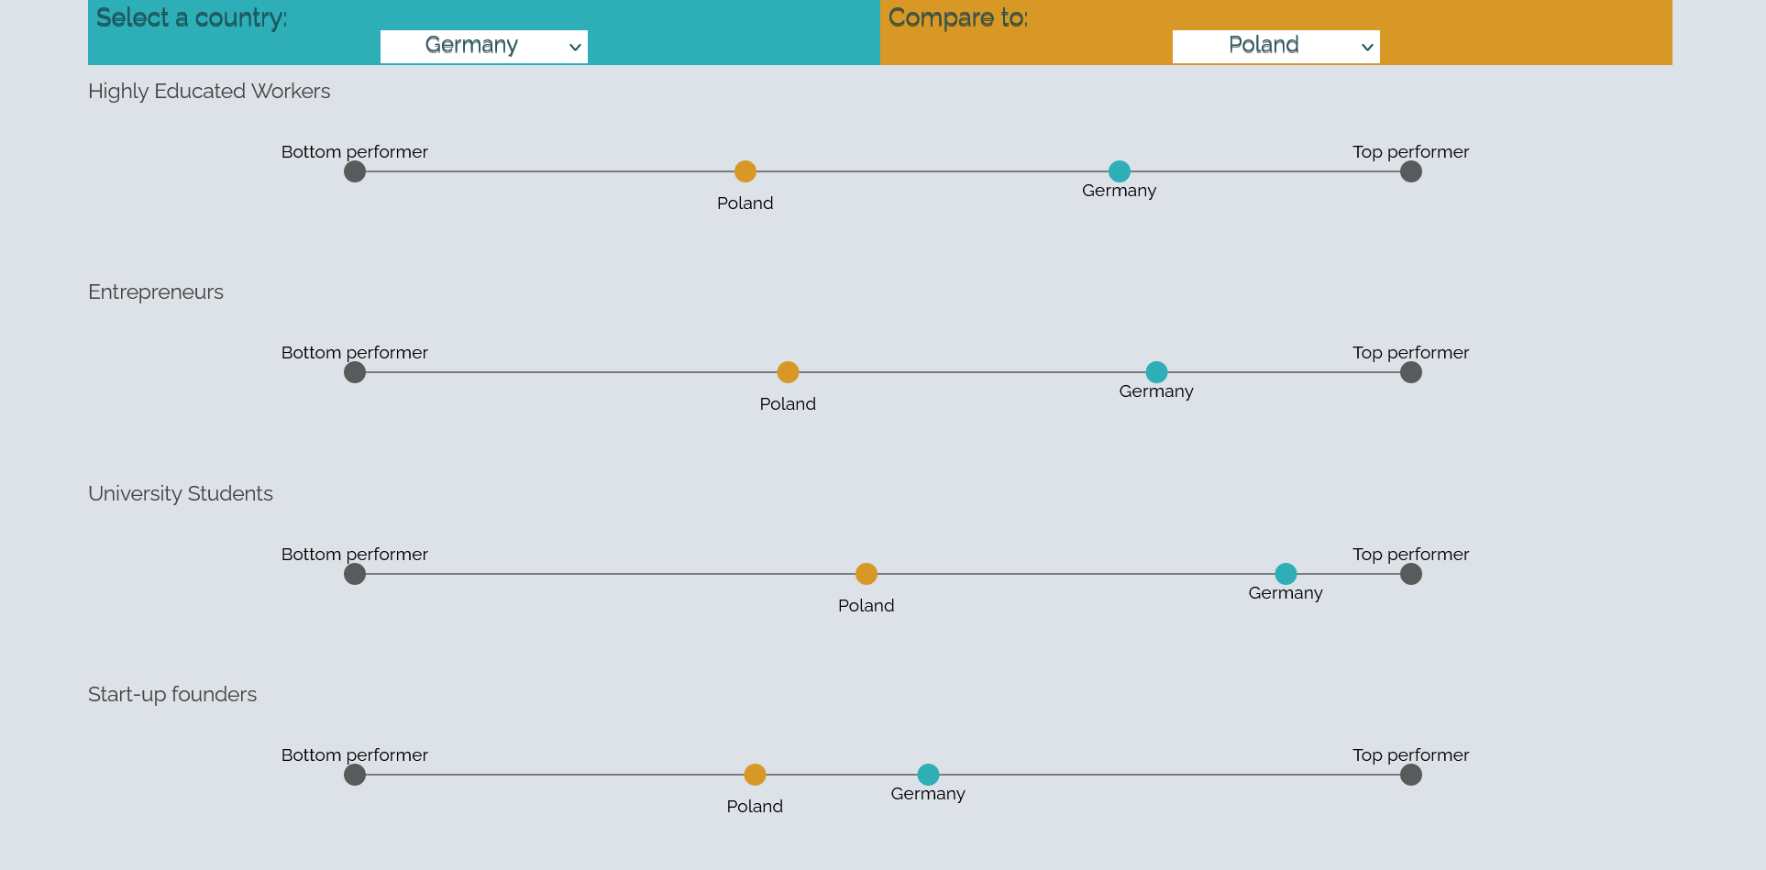 Select a country:
Compare to:
Germany
Poland
Highly Educated Workers
Bottom performer
Top performer
Poland
Germany
Entrepreneurs
Bottom performer
Top performer
Poland
Germany
University Students
Bottom performer
Top performer
Poland
Germany
Start-up founders
Bottom performer
Top performer
Poland
Germany